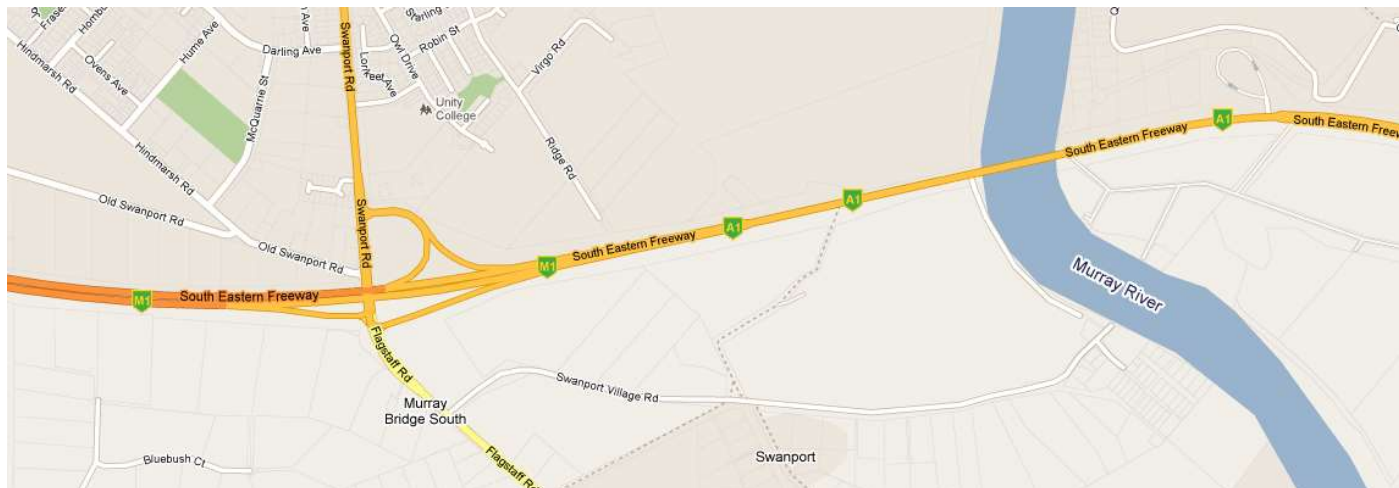 Hume Ave
Ovens Ave
Hindmarsh Rd
Darling Ave
McQuarrie St
Hindmarsh Rd
Old Swanport Rd
Old Swanport Rd
Swanport Rd
Swanport Rd
Robin St
Owl Drive
Virgo Rd
Unity
College
Ridge Rd
South Eastern Freeway
M1
M1
South Eastern Freeway
A1
A1
South Eastern Freeway
A1
South Eastern Freew
Murray River
Flagstaff Rd
Murray
Bridge South
Swanport Village Rd
Flagstaff Rd
Bluebush Ct
Swanport